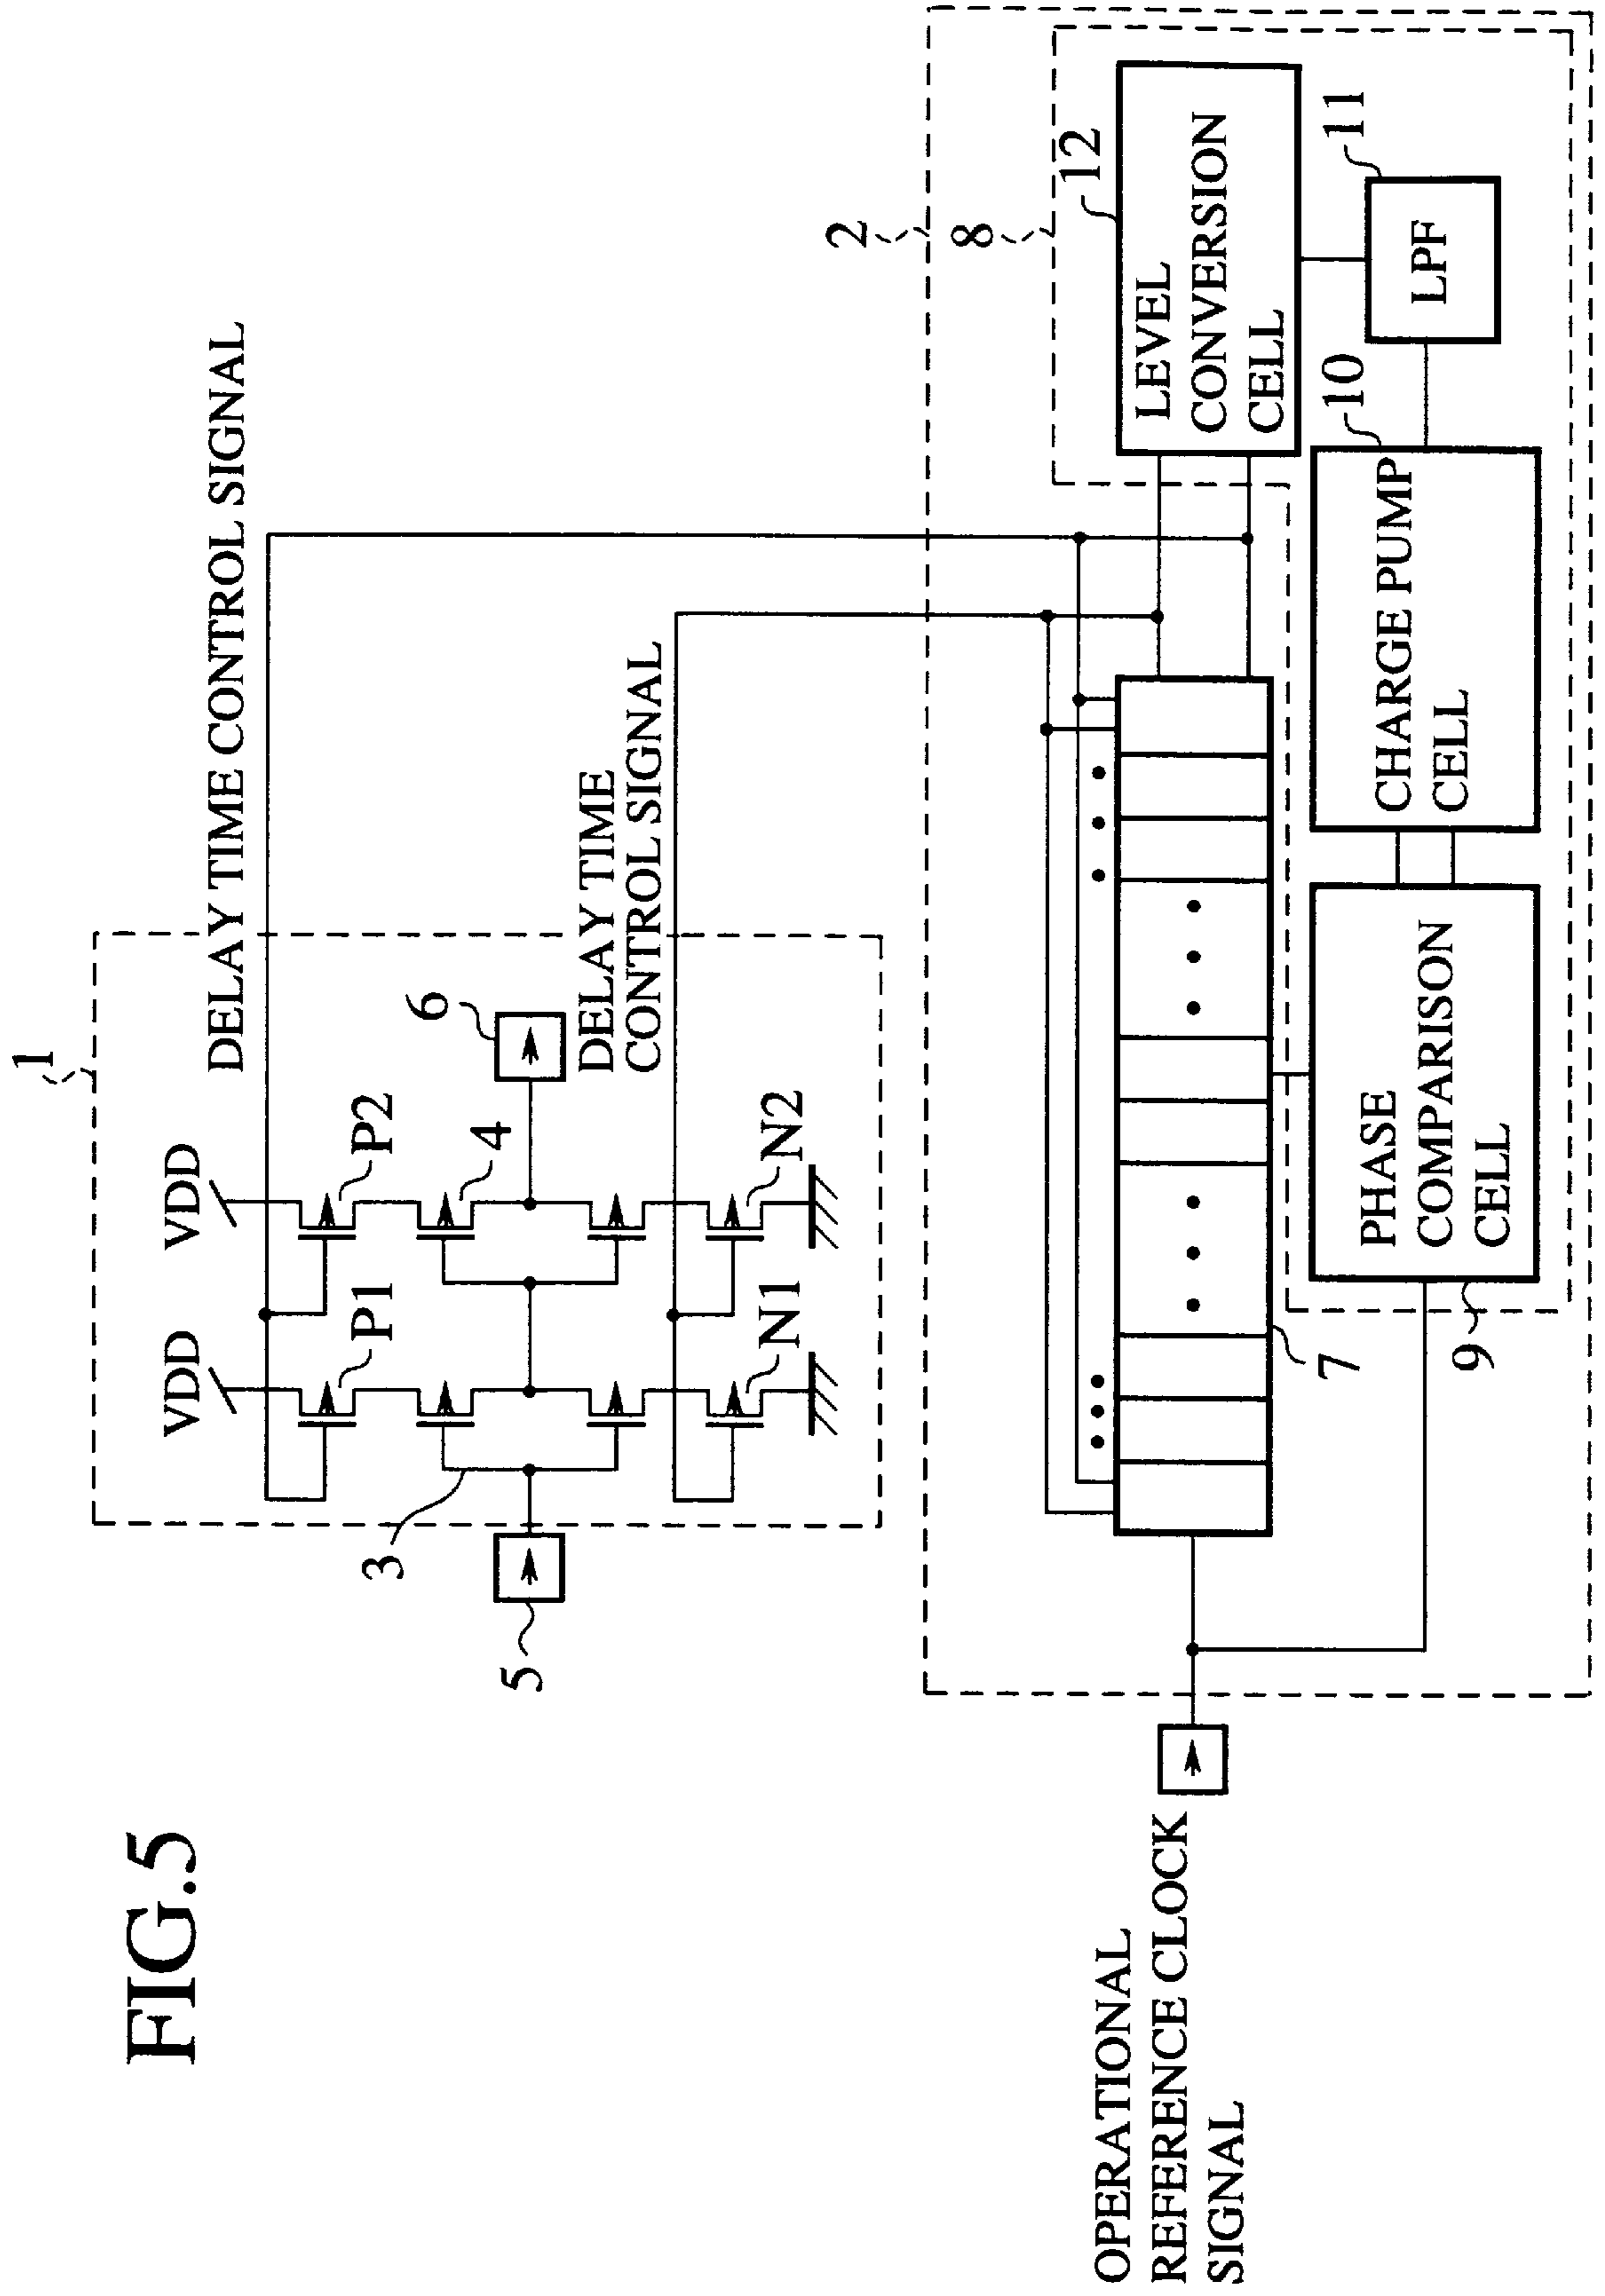 FIG.5
1
DELAY TIME CONTROL SIGNAL
VDD
VDD
P1
P2
3
4
5
6
DELAY TIME
CONTROL SIGNAL
N1
N2
2
8
12
LEVEL
CONVERSION
CELL
11
LPF
10
CHARGE PUMP
CELL
7
9
PHASE
COMPARISON
CELL
OPERATIONAL
REFERENCE CLOCK
SIGNAL